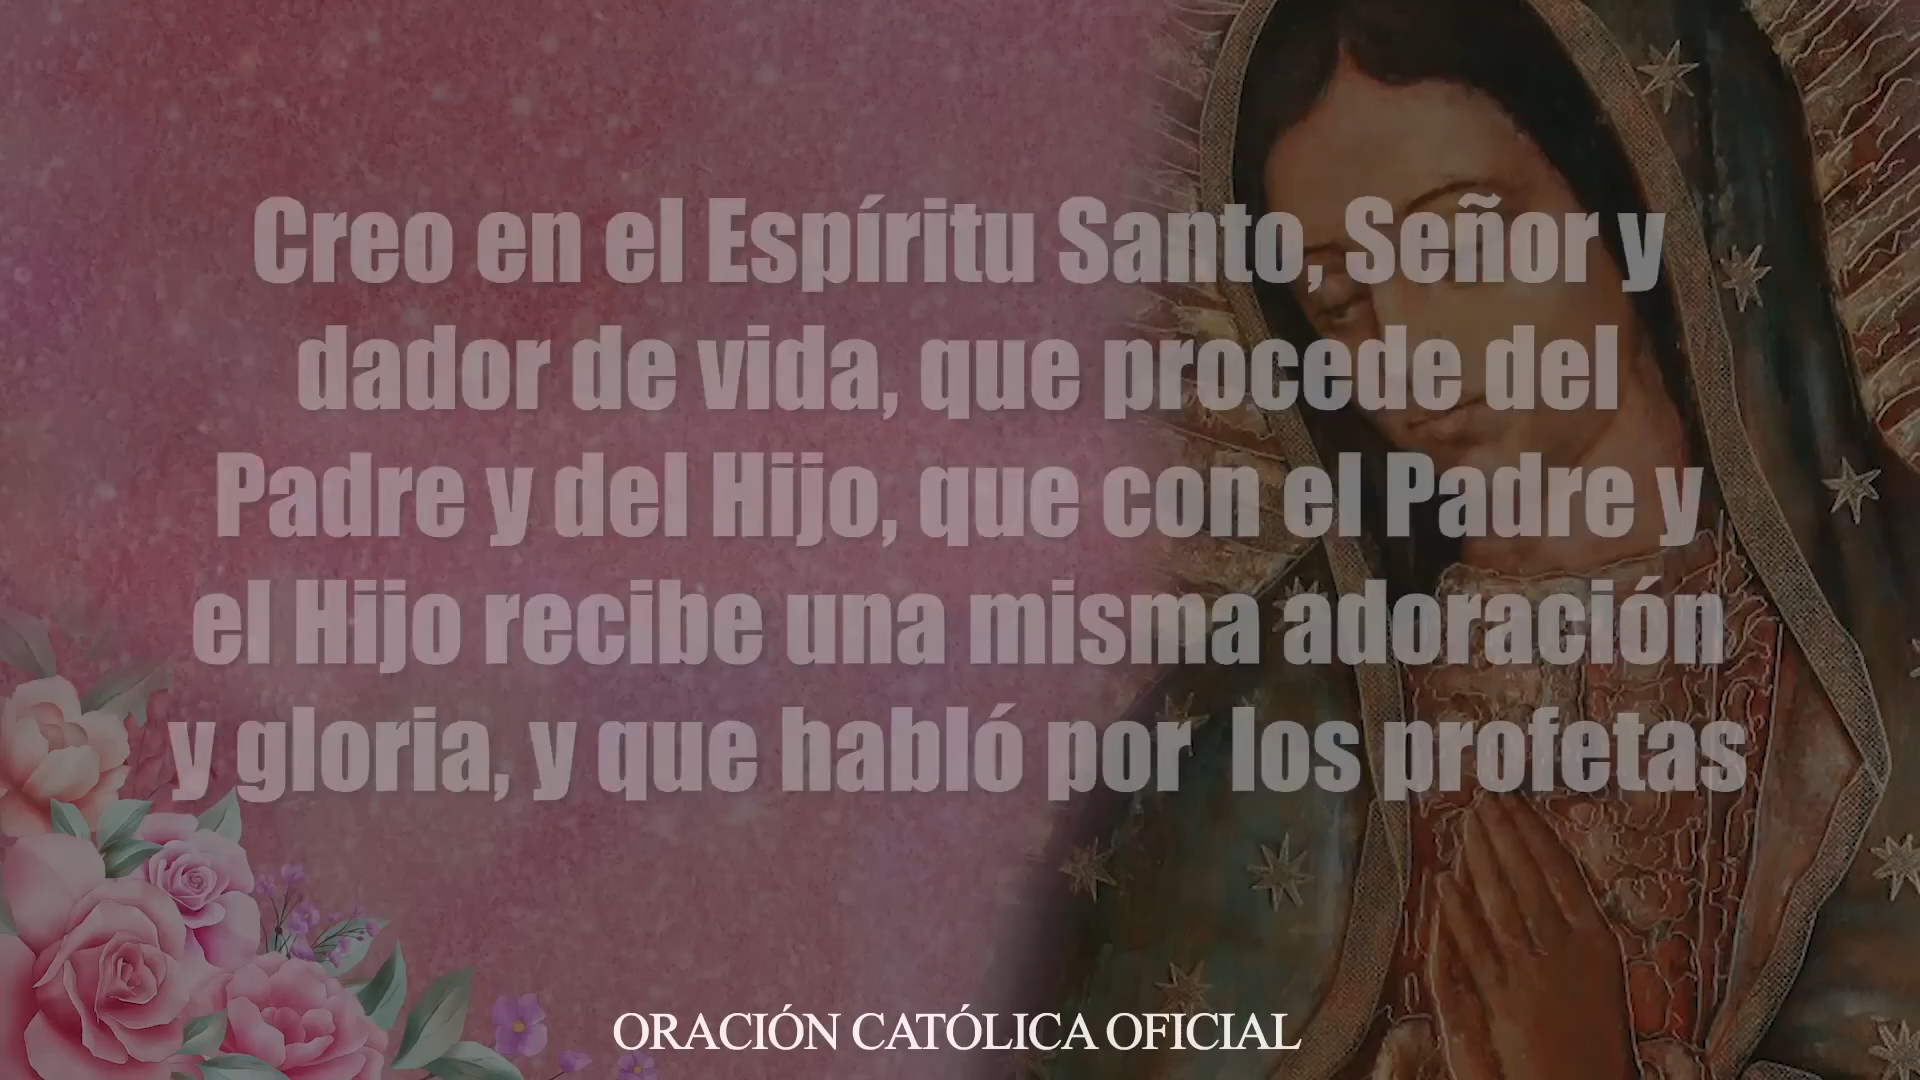 Creo en el Espíritu Santo, Señor y
dador de vida, que procede del
Padre y del Hijo, que con el Padre y
el Hijo recibe una misma adoración
y gloria, y que habló por los profetas
ORACIÓN CATÓLICA OFICIAL